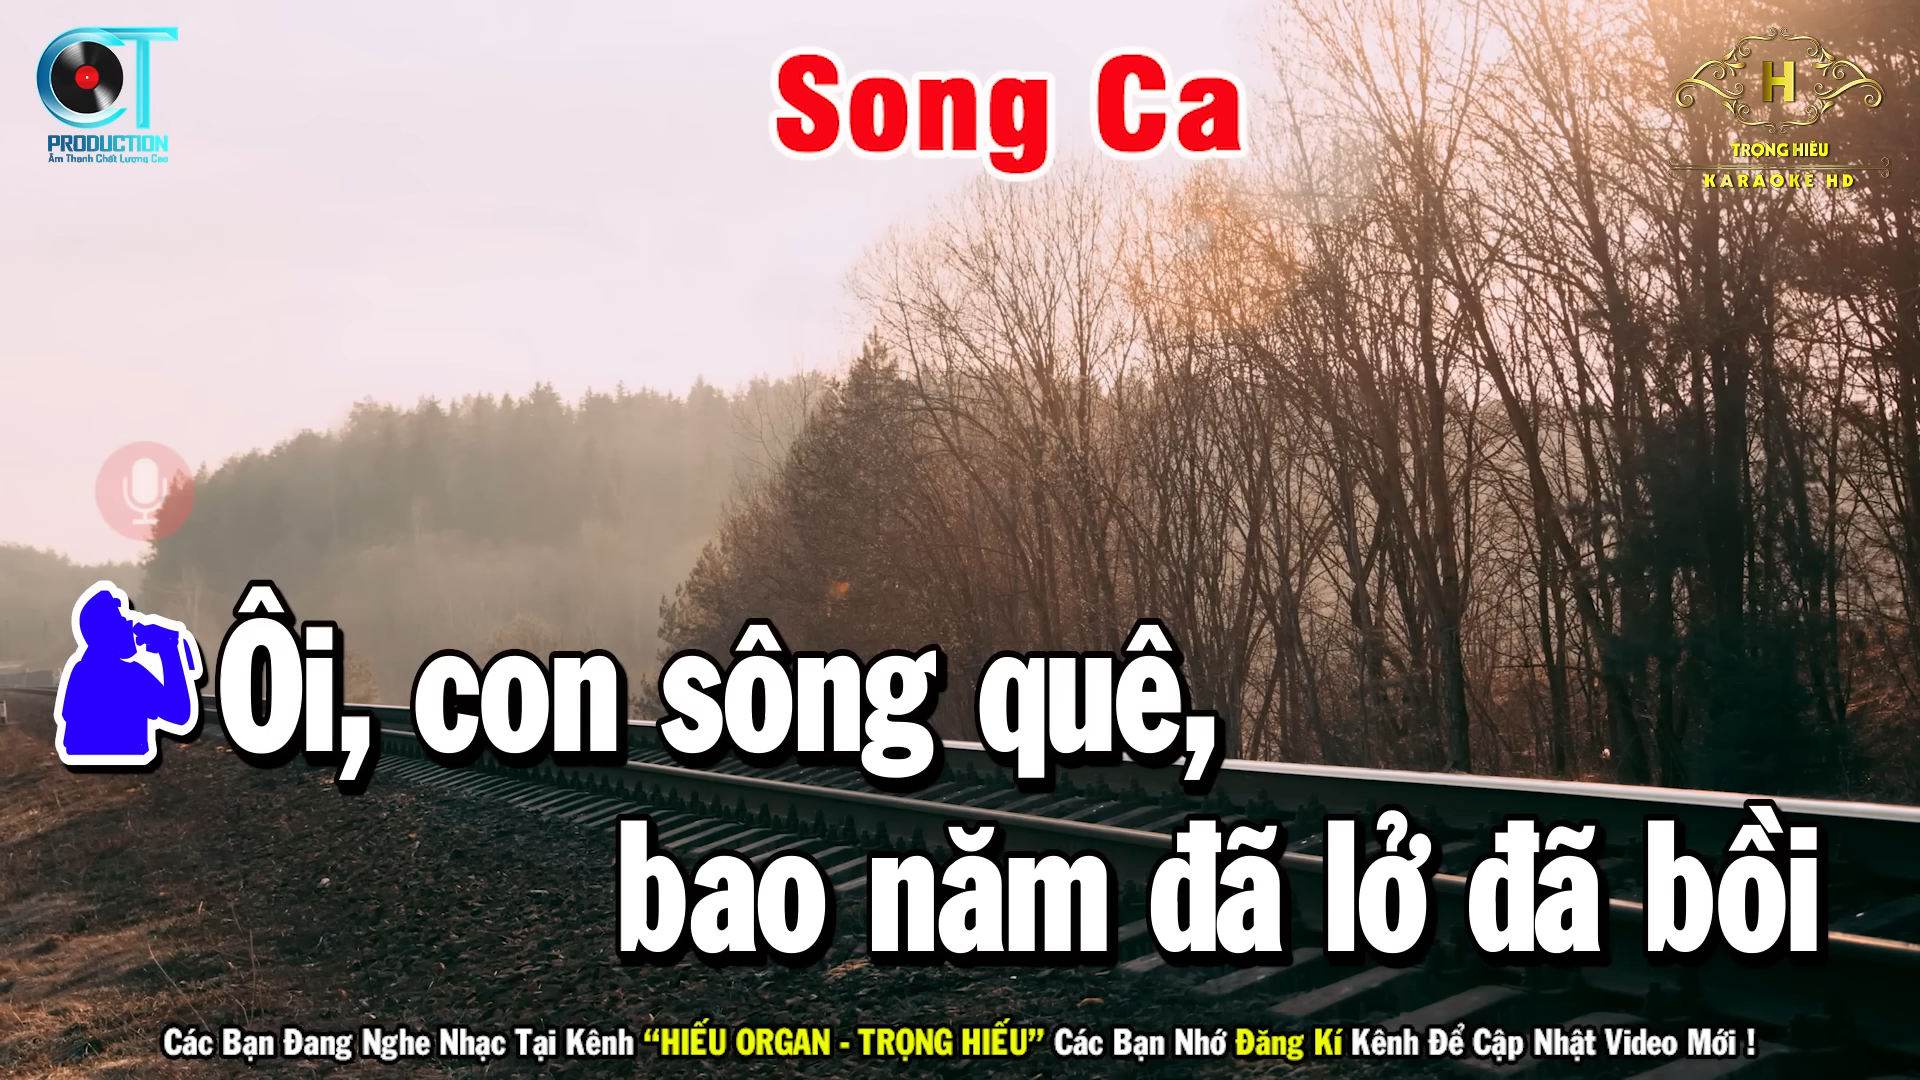 CT
PRODUCTION
Âm Thanh Chất Lượng Cao
Song Ca
H
TRỌNG HIẾU
KARAOKE HD
Ôi, con sông quê,
bao năm đã lở đã bồi
Các Bạn Đang Nghe Nhạc Tại Kênh “HIẾU ORGAN - TRỌNG HIẾU” Các Bạn Nhớ Đăng Kí Kênh Để Cập Nhật Video Mới !